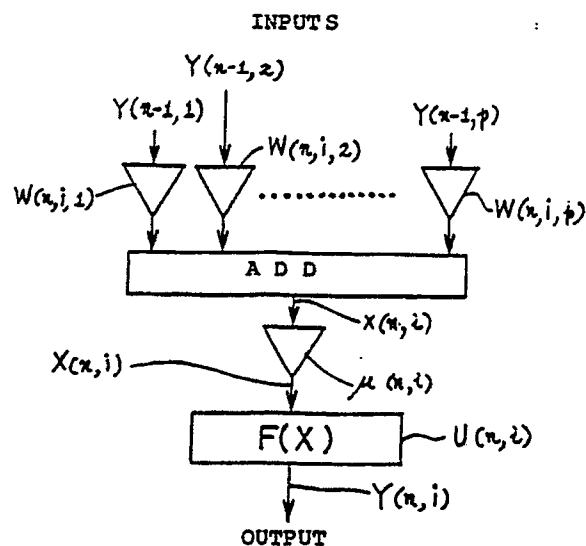 INPUTS
Y(n-1,2)
Y(n-1,1)
Y(n-1,p)
W(n,i,2)
W(n,i,1)
W(n,i,p)
ADD
x(n,i)
X(n,i)
μ(n,i)
F(X)
U(n,i)
Y(n,i)
OUTPUT